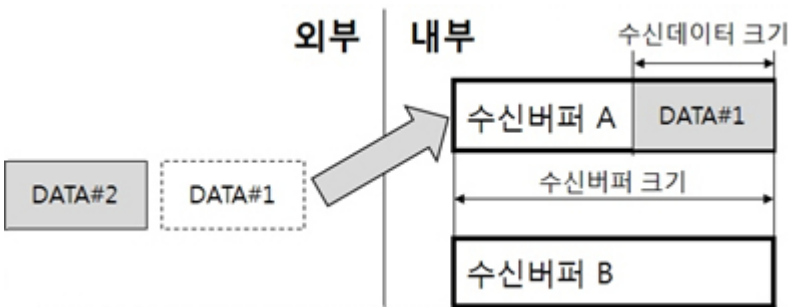 외부 내부
수신데이터 크기
수신버퍼 A DATA#1
DATA#2 DATA#1
수신버퍼 크기
수신버퍼 B